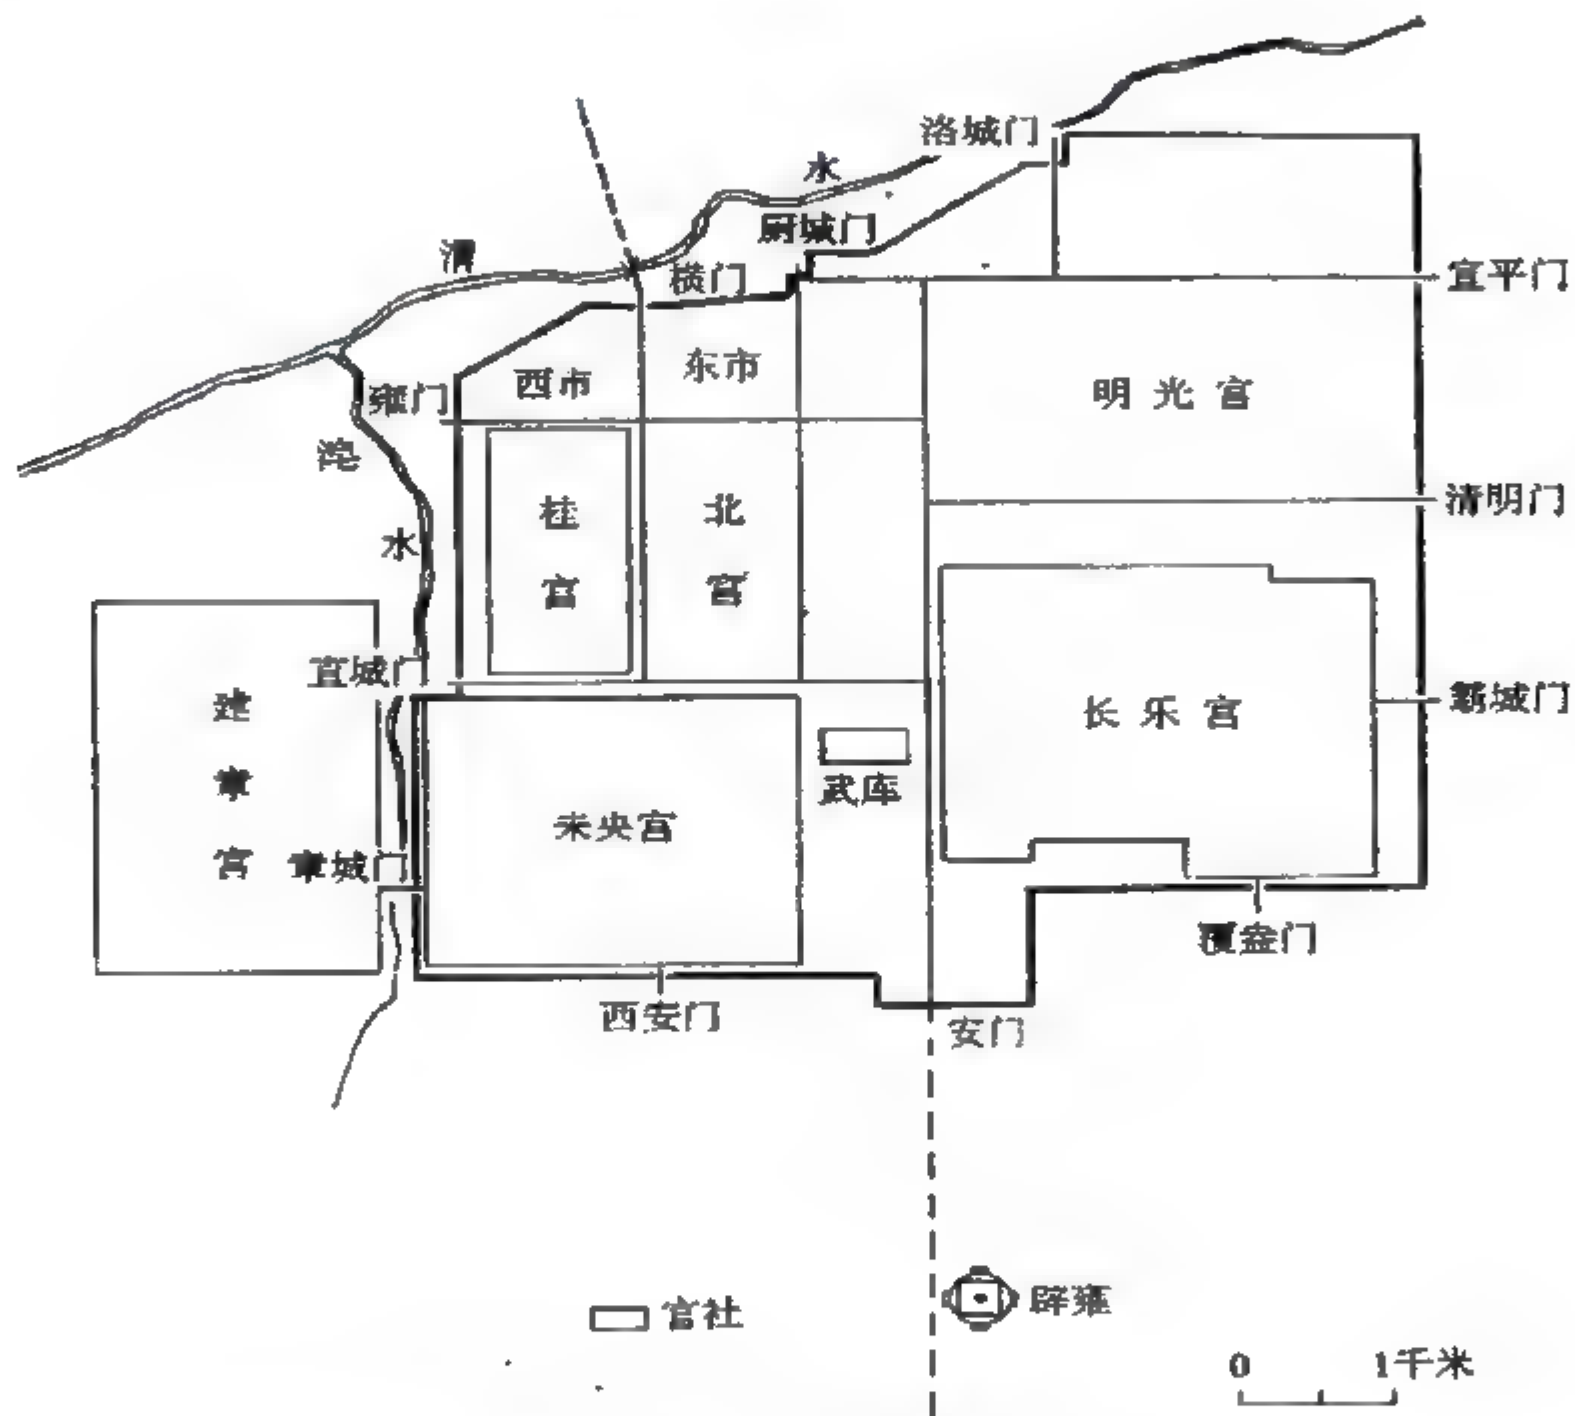 洛城门
水
厨城门
渭
横门
宜平门
东市
西市
雍门
明光宫
泬
水
桂宫
北宫
清明门
直城门
建章宫
长乐宫
霸城门
武库
未央宫
章城门
覆盎门
西安门
安门
官社
辟雍
0 1千米